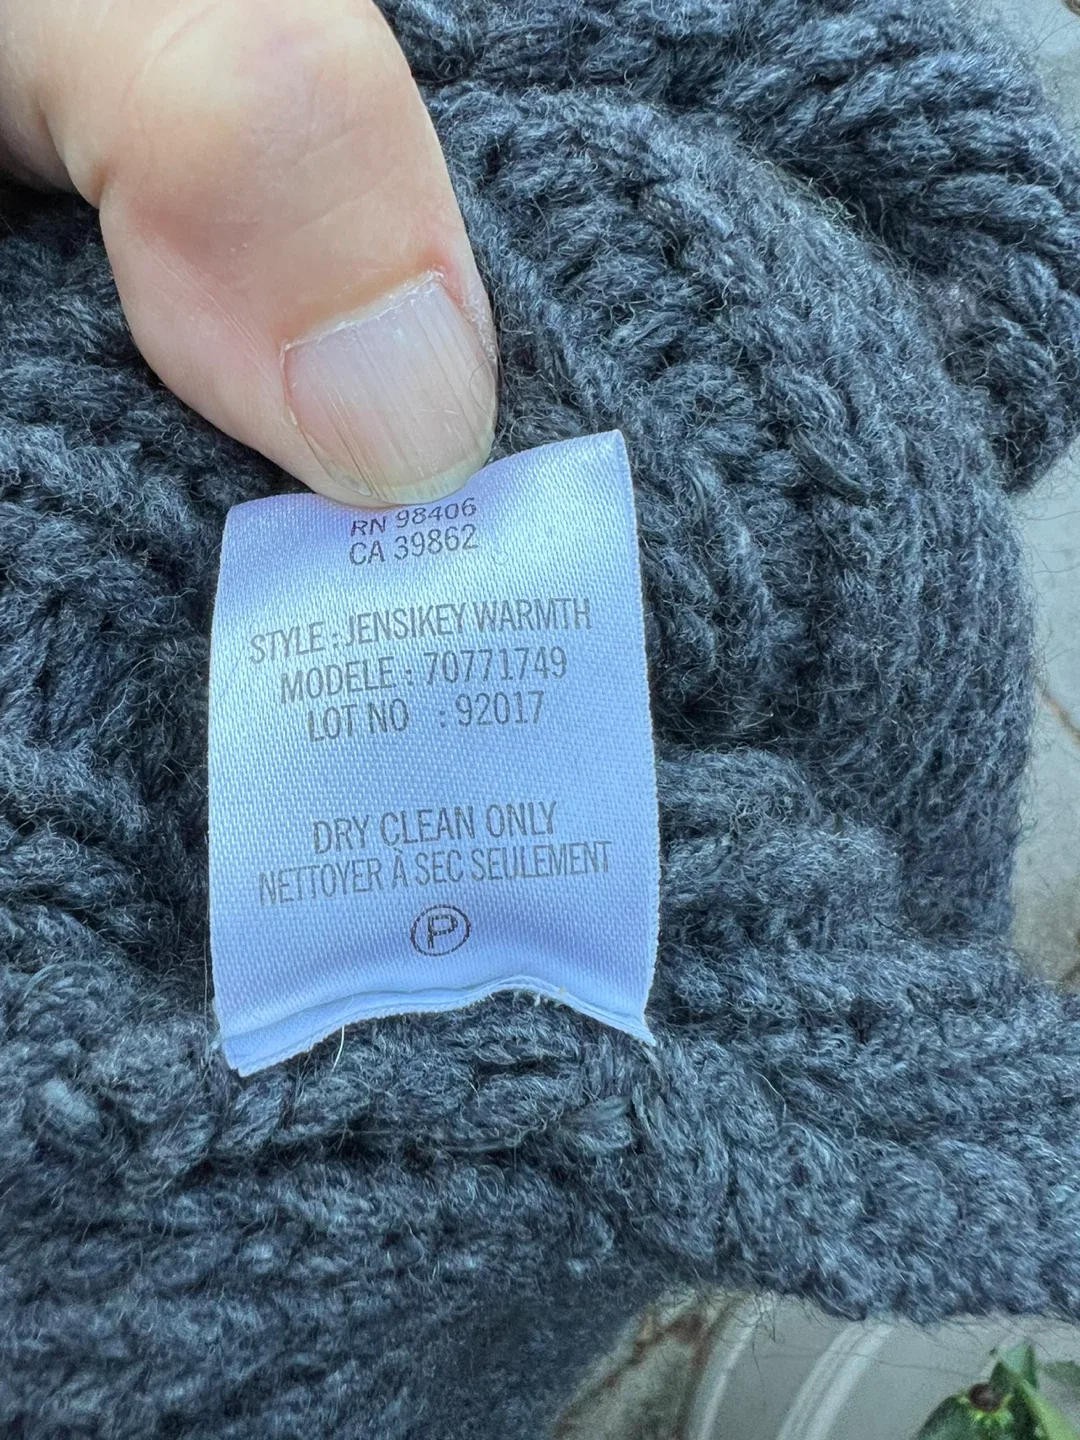 RN 98406
CA 39862
STYLE : JENSIKEY WARMTH
MODELE : 70771749
LOT NO : 92017
DRY CLEAN ONLY
NETTOYER À SEC SEULEMENT
P